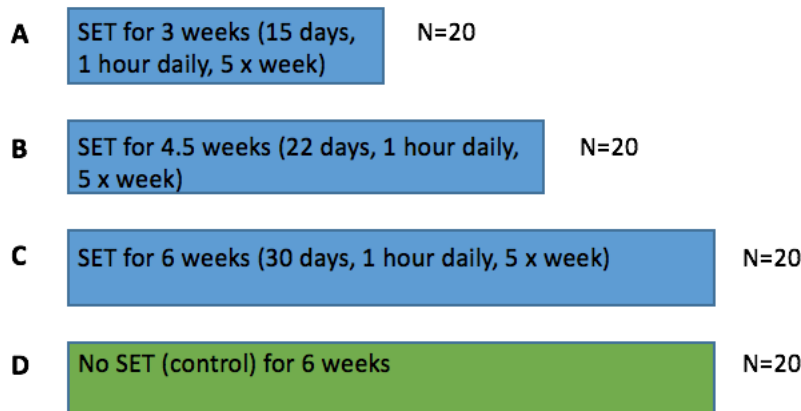 A SET for 3 weeks (15 days, N=20
1 hour daily, 5 x week)
B SET for 4.5 weeks (22 days, 1 hour daily, N=20
5 x week)
C SET for 6 weeks (30 days, 1 hour daily, 5 x week) N=20
D No SET (control) for 6 weeks N=20